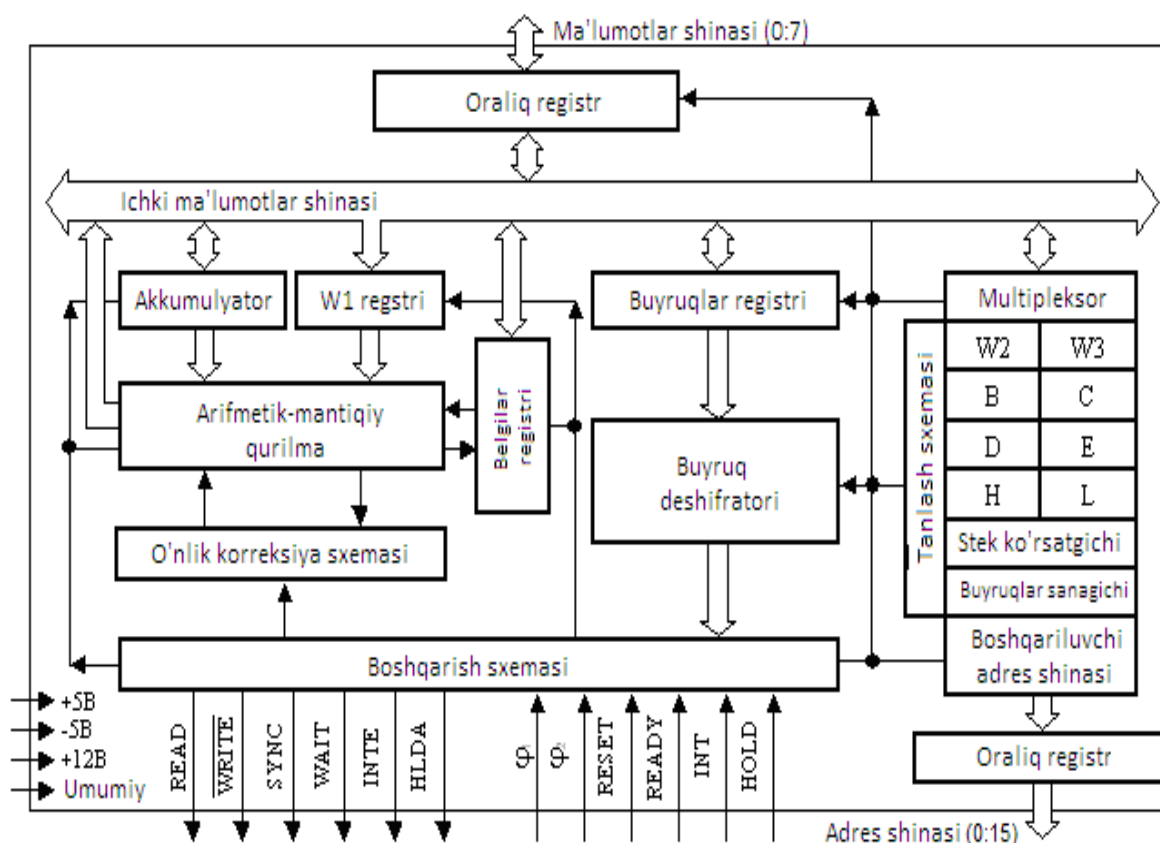 Ma'lumotlar shinasi (0:7)
Oraliq registr
Ichki ma'lumotlar shinasi
Akkumulyator
W1 regstri
Buyruqlar registri
Multipleksor
Tanlash sxemasi
W2
W3
B
C
D
E
H
L
Stek ko'rsatgichi
Buyruqlar sanagichi
Boshqariluvchi
adres shinasi
Arifmetik-mantiqiy
qurilma
Belgilar
registri
Buyruq
deshifratori
O'nlik korreksiya sxemasi
Boshqarish sxemasi
+5B
-5B
+12B
Umumiy
READ
WRITE
SYNC
WAIT
INTE
HLDA
φ₁
φ₂
RESET
READY
INT
HOLD
Oraliq registr
Adres shinasi (0:15)